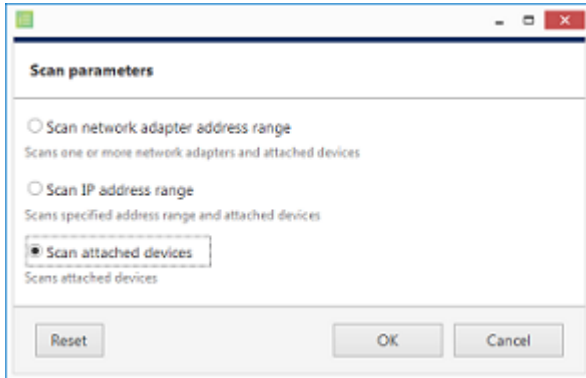 Scan parameters
Scan network adapter address range
Scans one or more network adapters and attached devices
Scan IP address range
Scans specified address range and attached devices
Scan attached devices
Scans attached devices
Reset OK Cancel